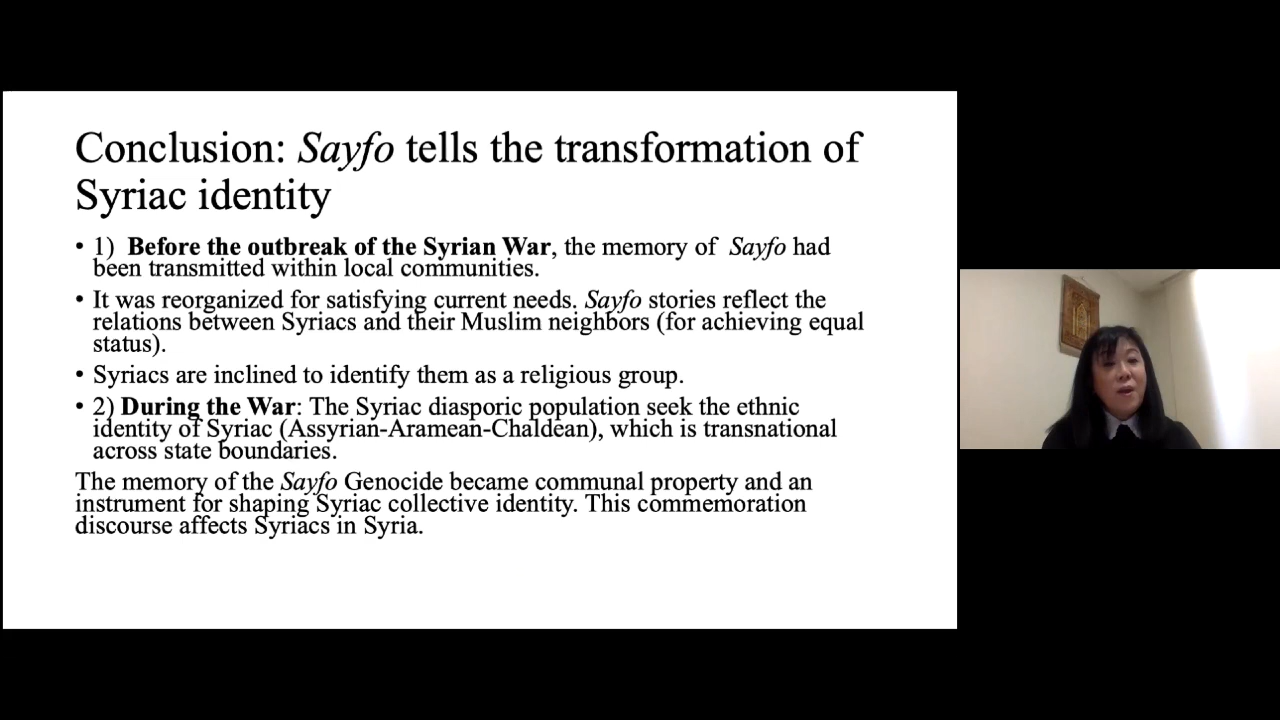 Conclusion: Sayfo tells the transformation of
Syriac identity
• 1)  Before the outbreak of the Syrian War, the memory of  Sayfo had
been transmitted within local communities.
• It was reorganized for satisfying current needs. Sayfo stories reflect the
relations between Syriacs and their Muslim neighbors (for achieving equal
status).
• Syriacs are inclined to identify them as a religious group.
• 2) During the War: The Syriac diasporic population seek the ethnic
identity of Syriac (Assyrian-Aramean-Chaldean), which is transnational
across state boundaries.
The memory of the Sayfo Genocide became communal property and an
instrument for shaping Syriac collective identity. This commemoration
discourse affects Syriacs in Syria.